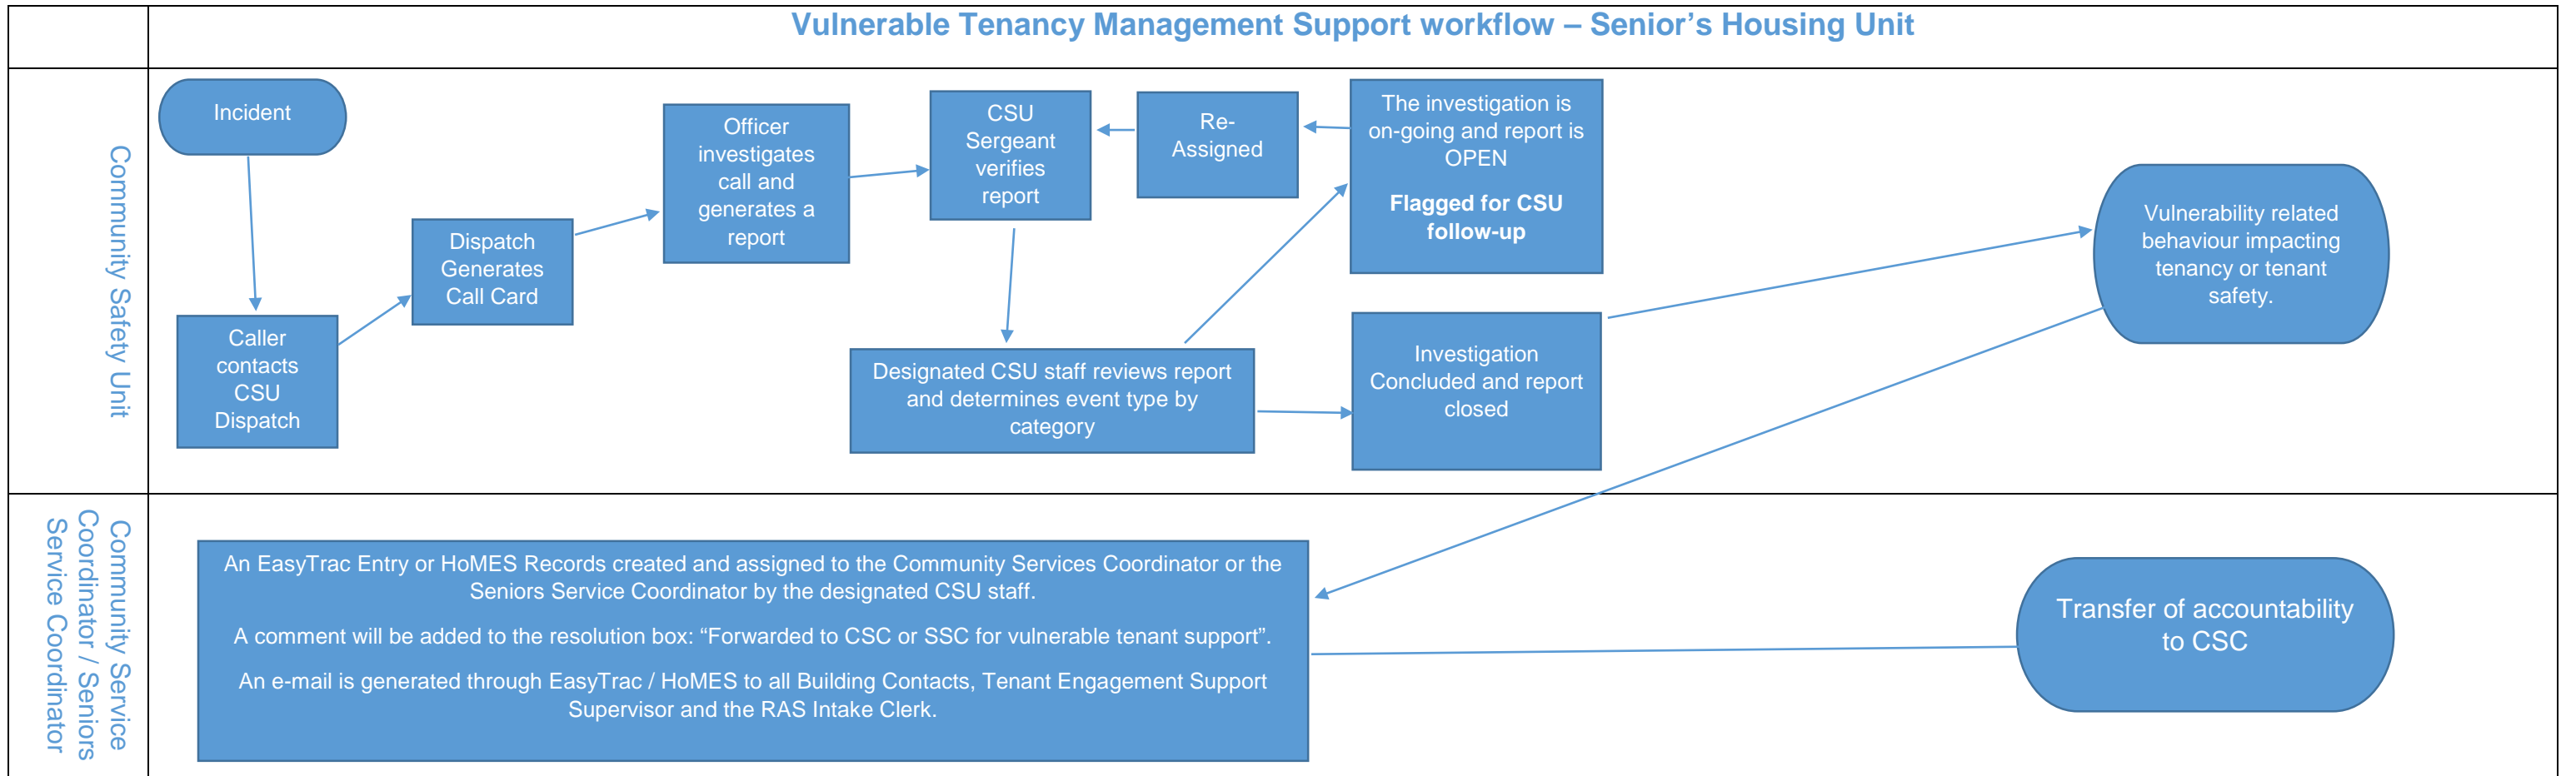 Vulnerable Tenancy Management Support workflow – Senior’s Housing Unit
Community Safety Unit
Incident
Caller
contacts
CSU
Dispatch
Dispatch
Generates
Call Card
Officer
investigates
call and
generates a
report
CSU
Sergeant
verifies
report
Re-
Assigned
The investigation is
on-going and report is
OPEN
Flagged for CSU
follow-up
Designated CSU staff reviews report
and determines event type by
category
Investigation
Concluded and report
closed
Vulnerability related
behaviour impacting
tenancy or tenant
safety.
Community Service
Coordinator / Seniors
Service Coordinator
An EasyTrac Entry or HoMES Records created and assigned to the Community Services Coordinator or the
Seniors Service Coordinator by the designated CSU staff.
A comment will be added to the resolution box: “Forwarded to CSC or SSC for vulnerable tenant support”.
An e-mail is generated through EasyTrac / HoMES to all Building Contacts, Tenant Engagement Support
Supervisor and the RAS Intake Clerk.
Transfer of accountability
to CSC